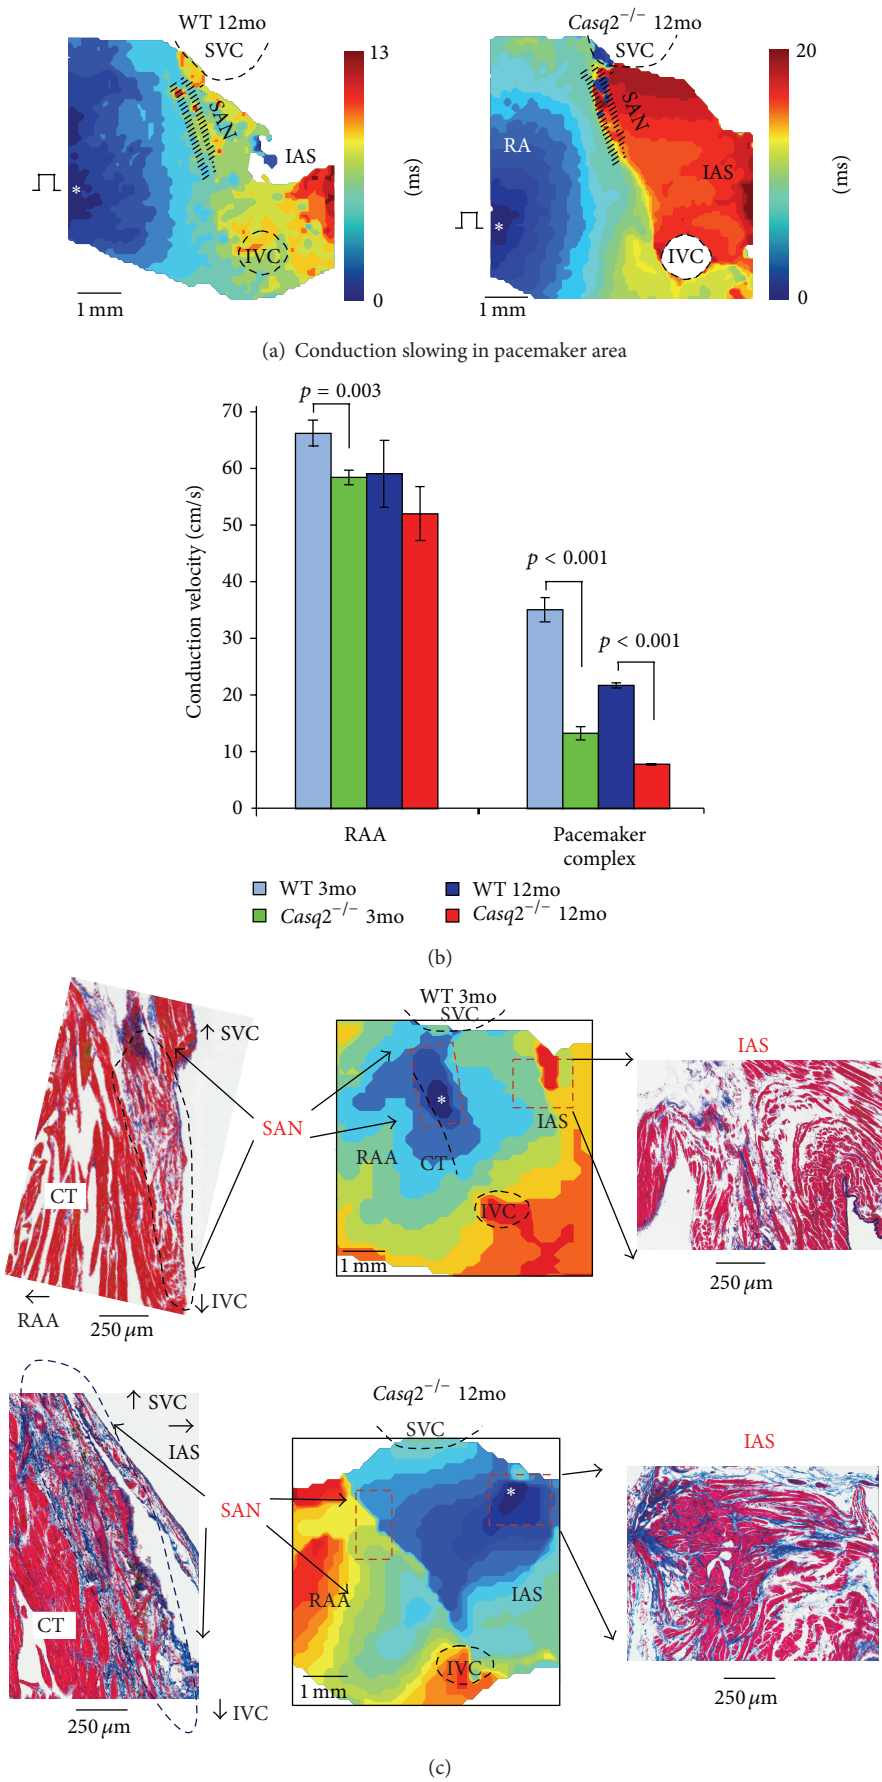 WT 12mo
SVC
SAN
IAS
IVC
*
1 mm
13
(ms)
0
Casq2−/− 12mo
SVC
SAN
RA
IAS
IVC
*
1 mm
20
(ms)
0
(a) Conduction slowing in pacemaker area
Conduction velocity (cm/s)
70
60
50
40
30
20
10
0
p = 0.003
p < 0.001
p < 0.001
RAA
Pacemaker
complex
WT 3mo
WT 12mo
Casq2−/− 3mo
Casq2−/− 12mo
(b)
↑ SVC
CT
←
RAA
↓ IVC
250 μm
SAN
WT 3mo
SVC
*
RAA
CT
IAS
IVC
1 mm
IAS
250 μm
↑ SVC
→
IAS
CT
↓ IVC
250 μm
SAN
Casq2−/− 12mo
SVC
*
RAA
IAS
IVC
1 mm
IAS
250 μm
(c)